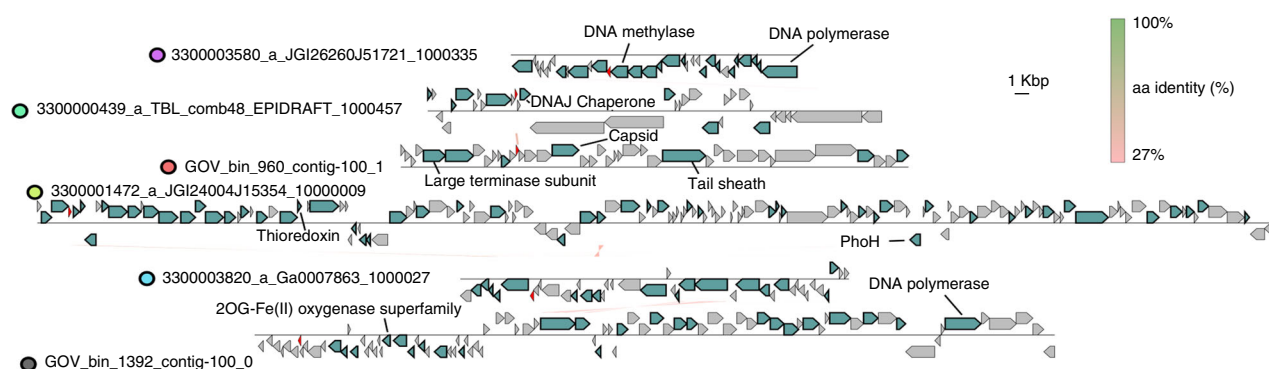 DNA methylase
DNA polymerase
100%
3300003580_a_JGI26260J51721_1000335
1 Kbp
aa identity (%)
3300000439_a_TBL_comb48_EPIDRAFT_1000457
DNAJ Chaperone
Capsid
27%
GOV_bin_960_contig-100_1
Large terminase subunit
Tail sheath
3300001472_a_JGI24004J15354_10000009
Thioredoxin
PhoH
3300003820_a_Ga0007863_1000027
DNA polymerase
2OG-Fe(II) oxygenase superfamily
GOV_bin_1392_contig-100_0